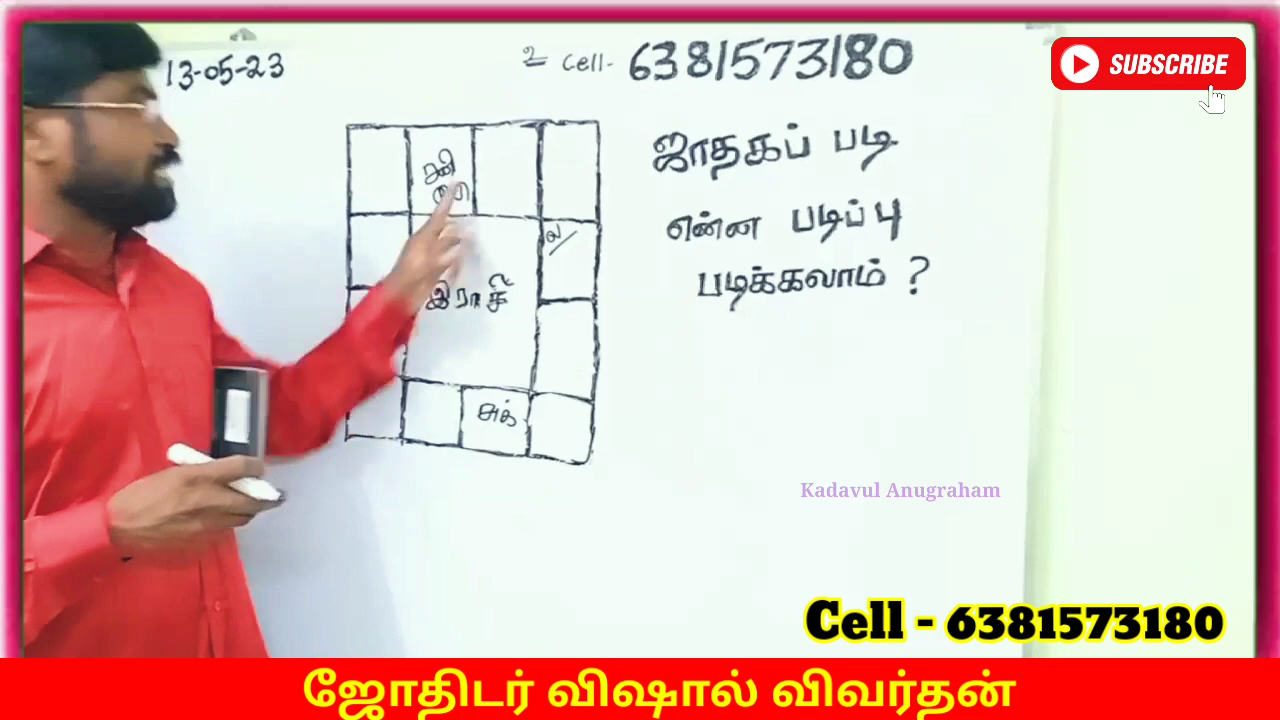 13-05-23
உ cell- 6381573180
SUBSCRIBE
ஜாதகப் படி
என்ன படிப்பு
படிக்கலாம் ?
சனி
ல
இராசி
சுக்
Kadavul Anugraham
Cell - 6381573180
ஜோதிடர் விஷால் விவர்தன்